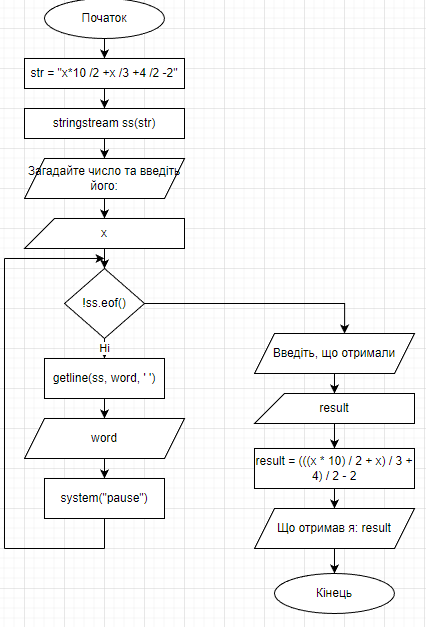 Початок
str = "x*10 /2 +x /3 +4 /2 -2"
stringstream ss(str)
Загадайте число та введіть
його:
x
!ss.eof()
Ні
getline(ss, word, ' ')
word
system("pause")
Введіть, що отримали
result
result = (((x * 10) / 2 + x) / 3 +
4) / 2 - 2
Що отримав я: result
Кінець